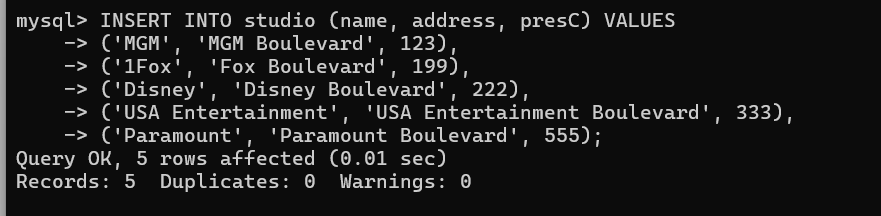 mysql> INSERT INTO studio (name, address, presC) VALUES
    -> ('MGM', 'MGM Boulevard', 123),
    -> ('1Fox', 'Fox Boulevard', 199),
    -> ('Disney', 'Disney Boulevard', 222),
    -> ('USA Entertainment', 'USA Entertainment Boulevard', 333),
    -> ('Paramount', 'Paramount Boulevard', 555);
Query OK, 5 rows affected (0.01 sec)
Records: 5  Duplicates: 0  Warnings: 0